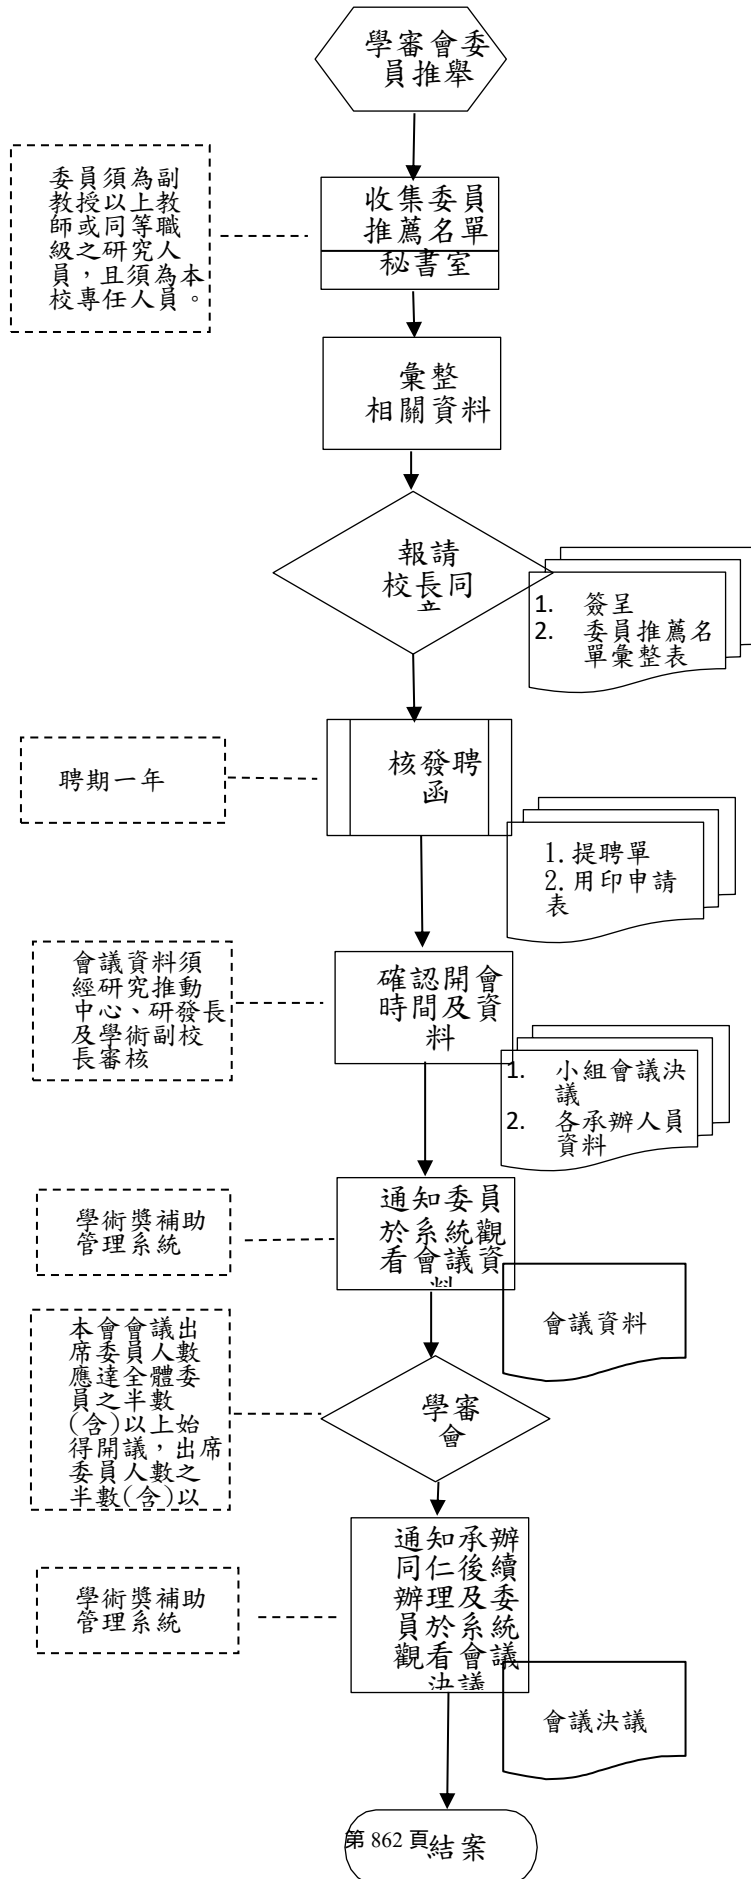 學審會委
員推舉
委員須為副
教授以上教
師或同等職
級之研究人
員，且須為本
校專任人員。
收集委員
推薦名單
秘書室
彙整
相關資料
報請
校長同
1. 簽呈
2. 委員推薦名
單彙整表
聘期一年
核發聘
函
1.提聘單
2.用印申請
表
會議資料須
經研究推動
中心、研發長
及學術副校
長審核
確認開會
時間及資
料
1. 小組會議決
議
2. 各承辦人員
資料
學術獎補助
管理系統
通知委員
於系統觀
看會議資
會議資料
本會會議出
席委員人數
應達全體委
員之半數
(含)以上始
得開議，出席
委員人數之
半數(含)以
學審
會
學術獎補助
管理系統
通知承辦
同仁後續
辦理及委
員於系統
觀看會議
決議
會議決議
第 862 頁
結案